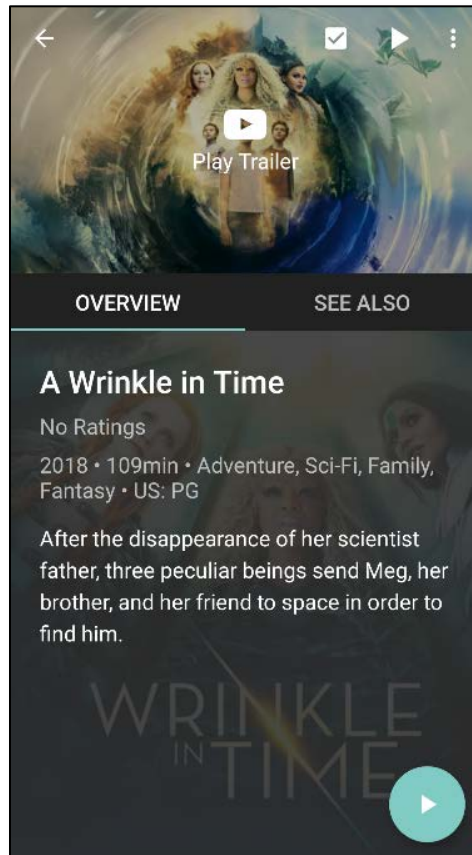 Play Trailer
OVERVIEW
SEE ALSO
A Wrinkle in Time
No Ratings
2018 • 109min • Adventure, Sci-Fi, Family,
Fantasy • US: PG
After the disappearance of her scientist
father, three peculiar beings send Meg, her
brother, and her friend to space in order to
find him.
WRINKLE
IN TIME